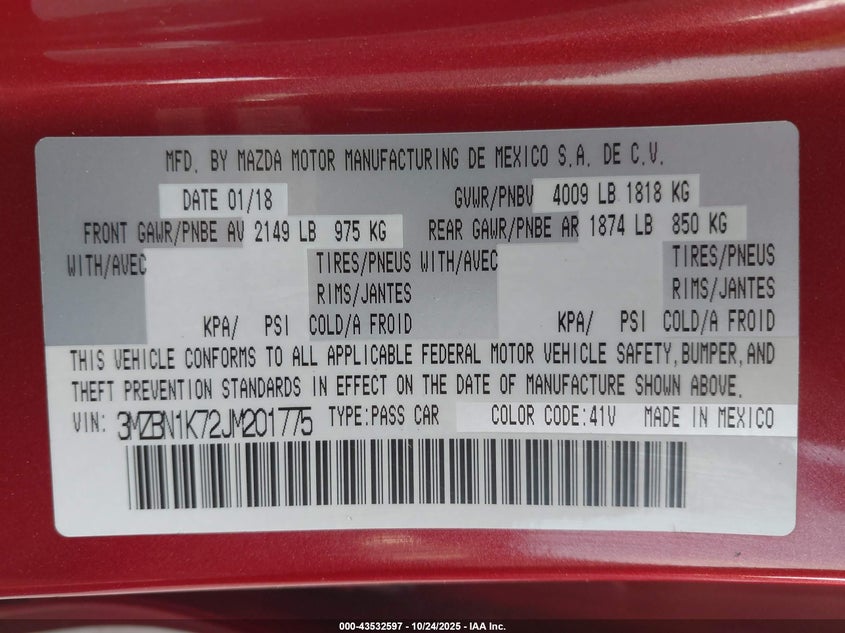 MFD. BY MAZDA MOTOR MANUFACTURING DE MEXICO S.A. DE C.V.
DATE 01/18 GVWR/PNBV 4009 LB 1818 KG
FRONT GAWR/PNBE AV 2149 LB 975 KG REAR GAWR/PNBE AR 1874 LB 850 KG
WITH/AVEC TIRES/PNEUS WITH/AVEC TIRES/PNEUS
RIMS/JANTES RIMS/JANTES
KPA/ PSI COLD/A FROID KPA/ PSI COLD/A FROID
THIS VEHICLE CONFORMS TO ALL APPLICABLE FEDERAL MOTOR VEHICLE SAFETY, BUMPER, AND
THEFT PREVENTION STANDARDS IN EFFECT ON THE DATE OF MANUFACTURE SHOWN ABOVE.
VIN: 3MZBN1K72JM201775 TYPE:PASS CAR COLOR CODE:41V MADE IN MEXICO
000-43532597 - 10/24/2025 - IAA Inc.